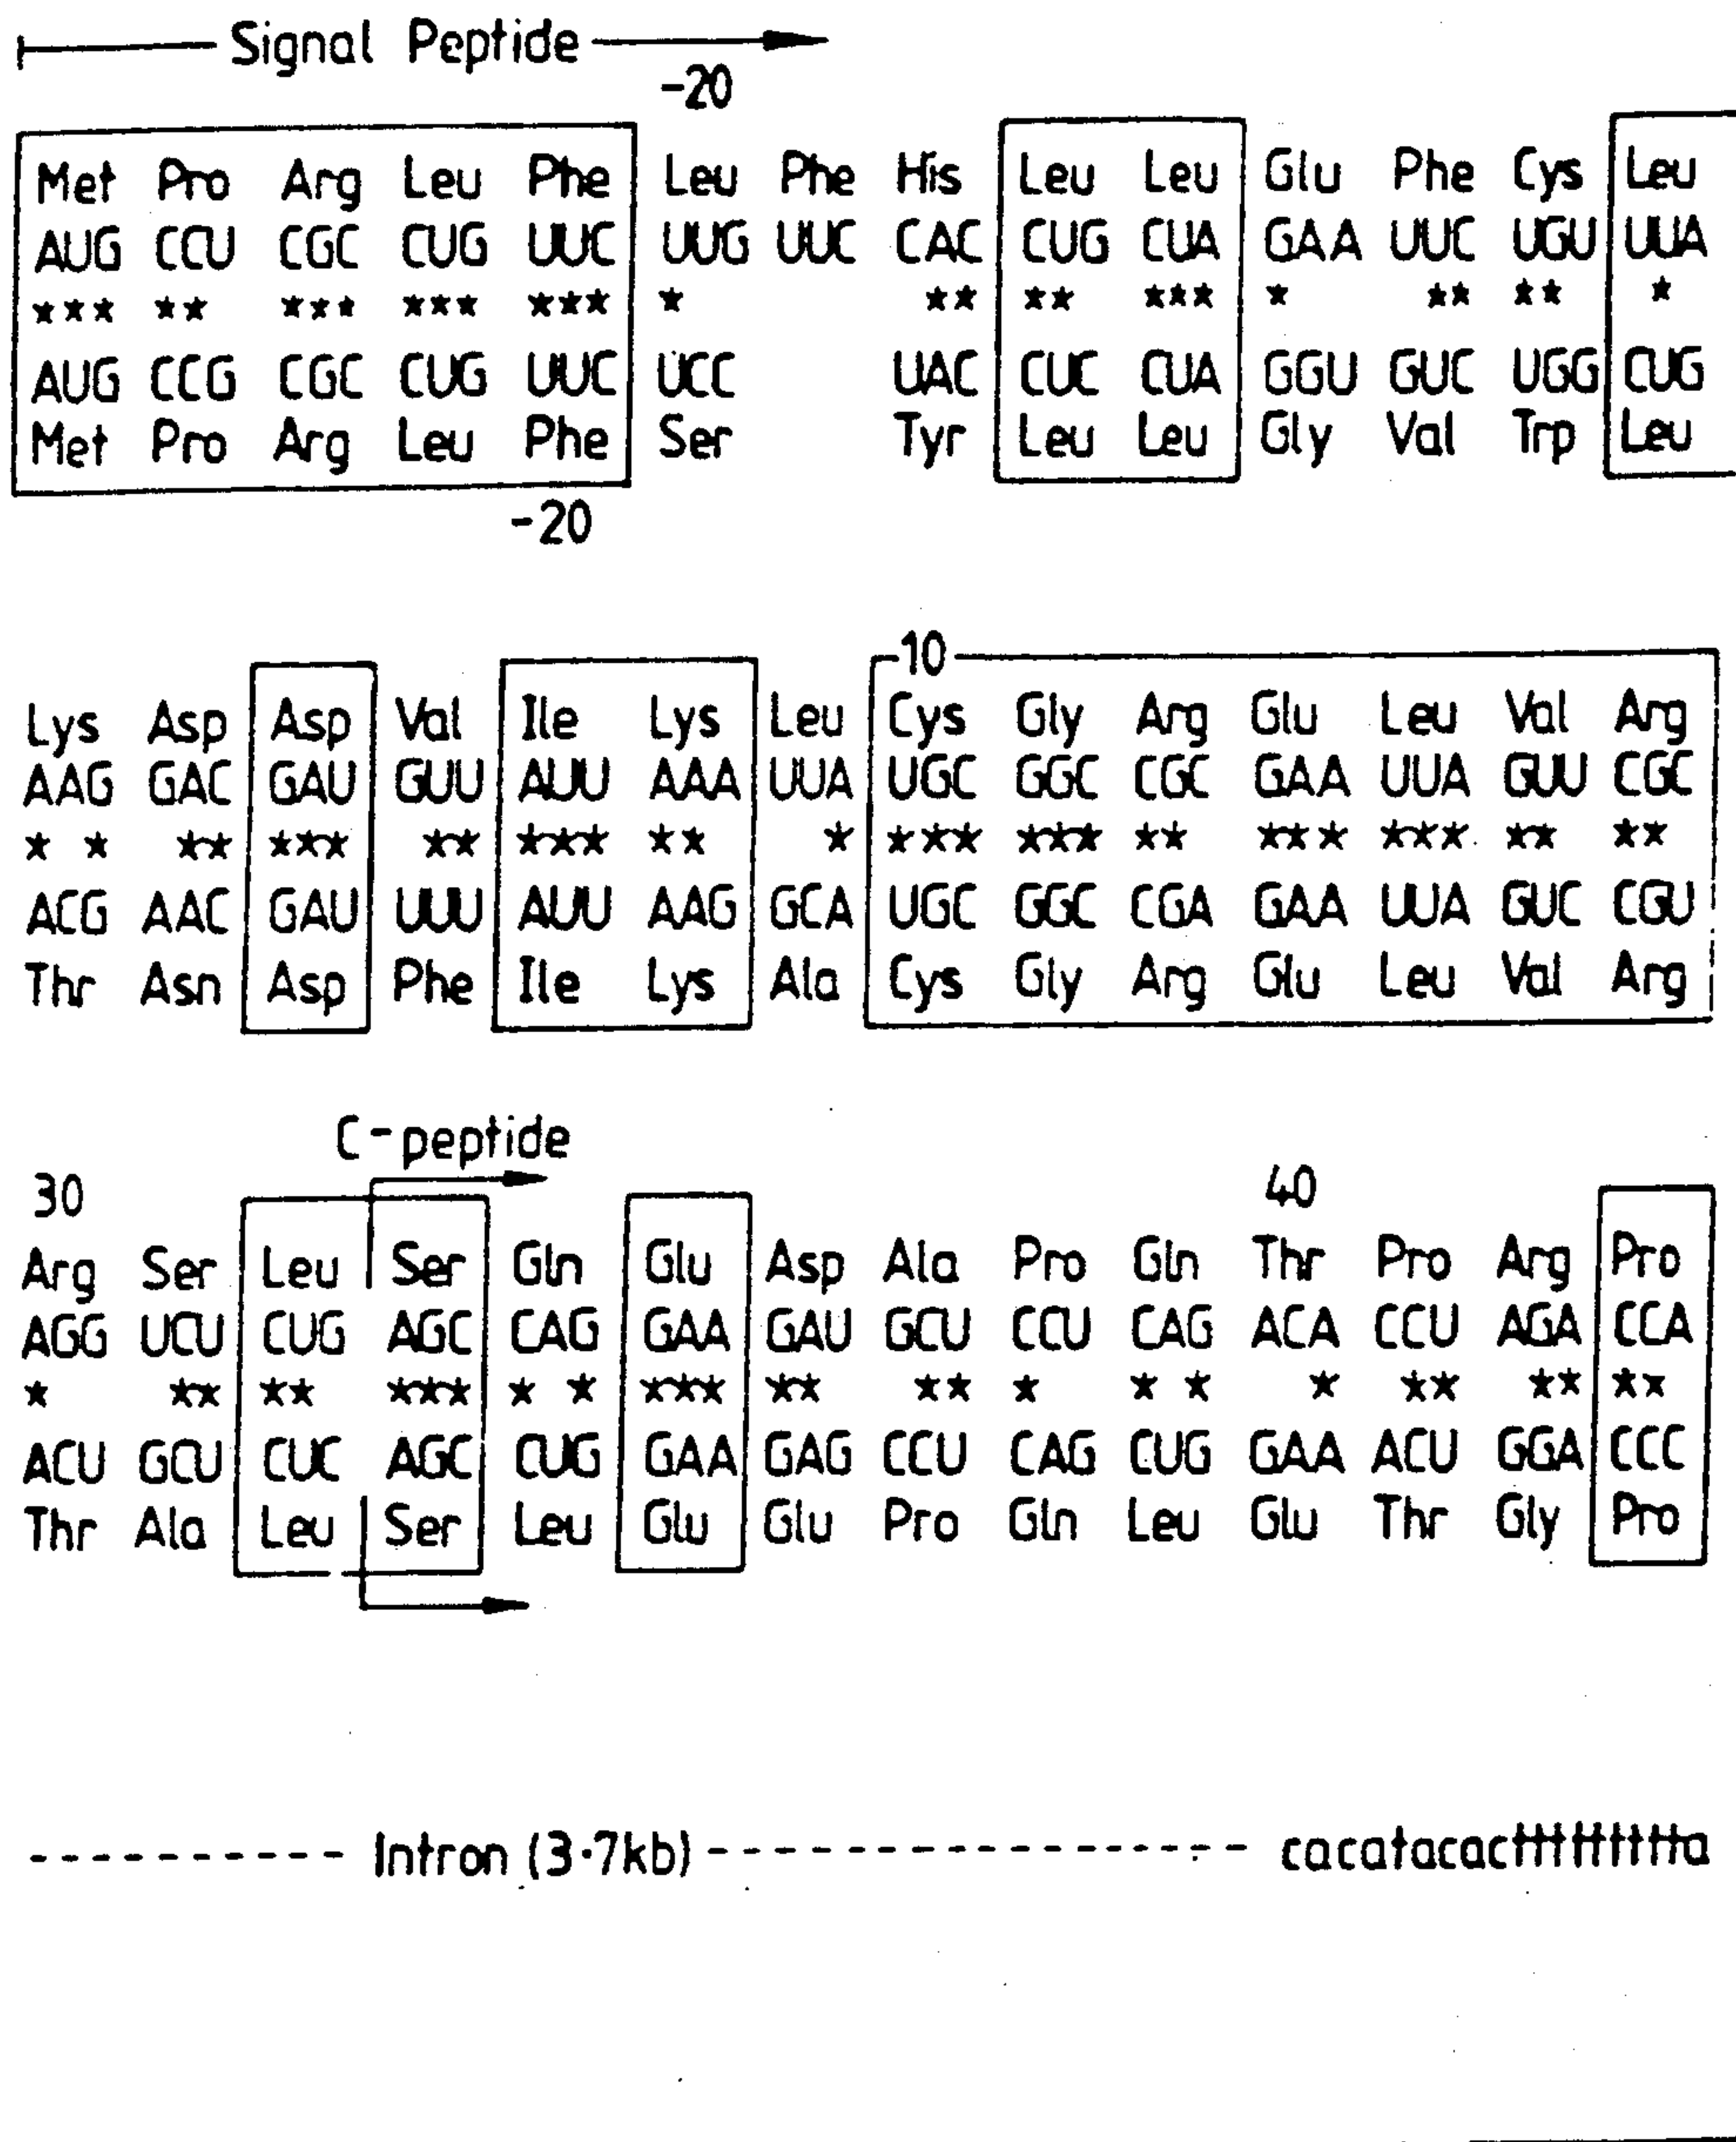 Signal Peptide
-20
Met Pro Arg Leu Phe Leu Phe His Leu Leu Glu Phe Cys Leu
AUG CCU CGC CUG UUC UUG UUC CAC CUG CUA GAA UUC UGU UUA
*** ** *** *** *** * ** ** *** * ** ** *
AUG CCG CGC CUG UUC UCC UAC CUC CUA GGU GUC UGG CUG
Met Pro Arg Leu Phe Ser Tyr Leu Leu Gly Val Trp Leu
-20
-10
Lys Asp Asp Val Ile Lys Leu Cys Gly Arg Glu Leu Val Arg
AAG GAC GAU GUU AUU AAA UUA UGC GGC CGC GAA UUA GUU CGC
* * ** *** ** *** ** * *** *** ** *** *** ** **
ACG AAC GAU UUU AUU AAG GCA UGC GGC CGA GAA UUA GUC CGU
Thr Asn Asp Phe Ile Lys Ala Cys Gly Arg Glu Leu Val Arg
C-peptide
30 40
Arg Ser Leu Ser Gln Glu Asp Ala Pro Gln Thr Pro Arg Pro
AGG UCU CUG AGC CAG GAA GAU GCU CCU CAG ACA CCU AGA CCA
* ** ** *** * * *** ** ** * * * * ** ** **
ACU GCU CUC AGC CUG GAA GAG CCU CAG CUG GAA ACU GGA CCC
Thr Ala Leu Ser Leu Glu Glu Pro Gln Leu Glu Thr Gly Pro
---------- Intron (3·7kb) ----------------- cacatacacttttttttta